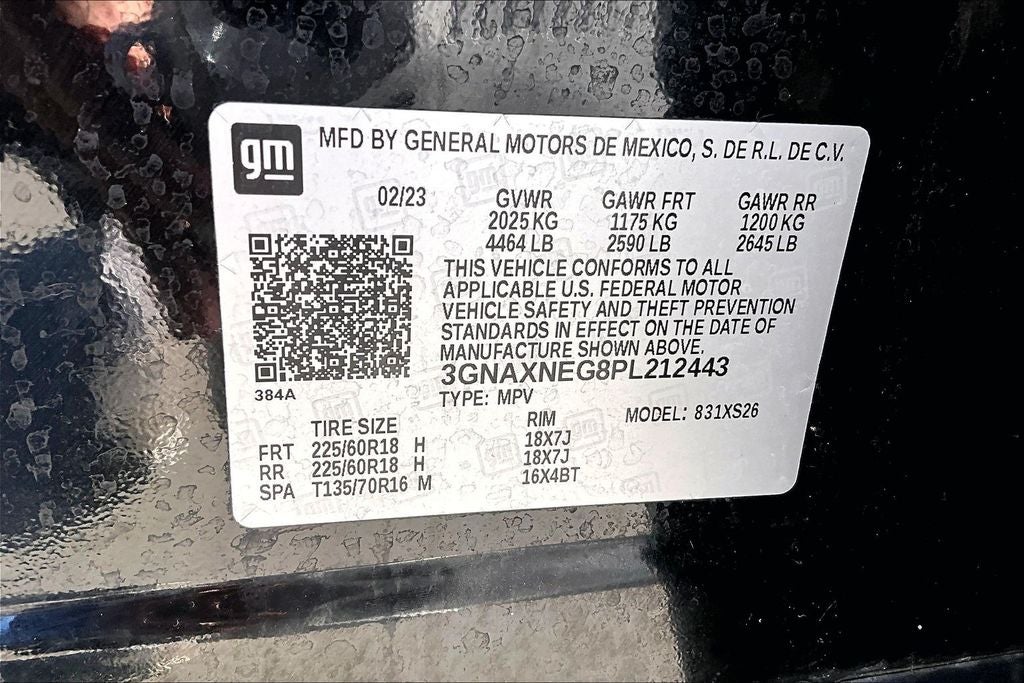 gm MFD BY GENERAL MOTORS DE MEXICO, S. DE R.L. DE C.V.
02/23 GVWR GAWR FRT GAWR RR
2025 KG 1175 KG 1200 KG
4464 LB 2590 LB 2645 LB
THIS VEHICLE CONFORMS TO ALL
APPLICABLE U.S. FEDERAL MOTOR
VEHICLE SAFETY AND THEFT PREVENTION
STANDARDS IN EFFECT ON THE DATE OF
MANUFACTURE SHOWN ABOVE.
3GNAXNEG8PL212443
384A TYPE: MPV MODEL: 831XS26
TIRE SIZE RIM
FRT 225/60R18 H 18X7J
RR 225/60R18 H 18X7J
SPA T135/70R16 M 16X4BT